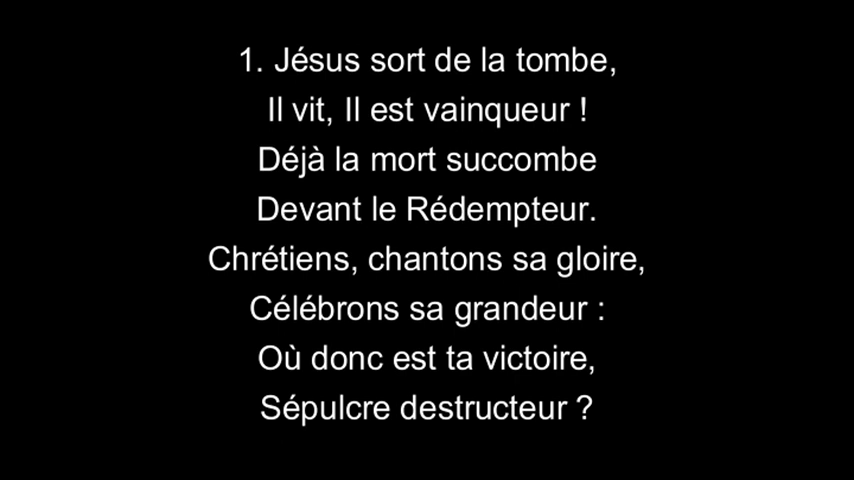 1. Jésus sort de la tombe,
Il vit, Il est vainqueur !
Déjà la mort succombe
Devant le Rédempteur.
Chrétiens, chantons sa gloire,
Célébrons sa grandeur :
Où donc est ta victoire,
Sépulcre destructeur ?